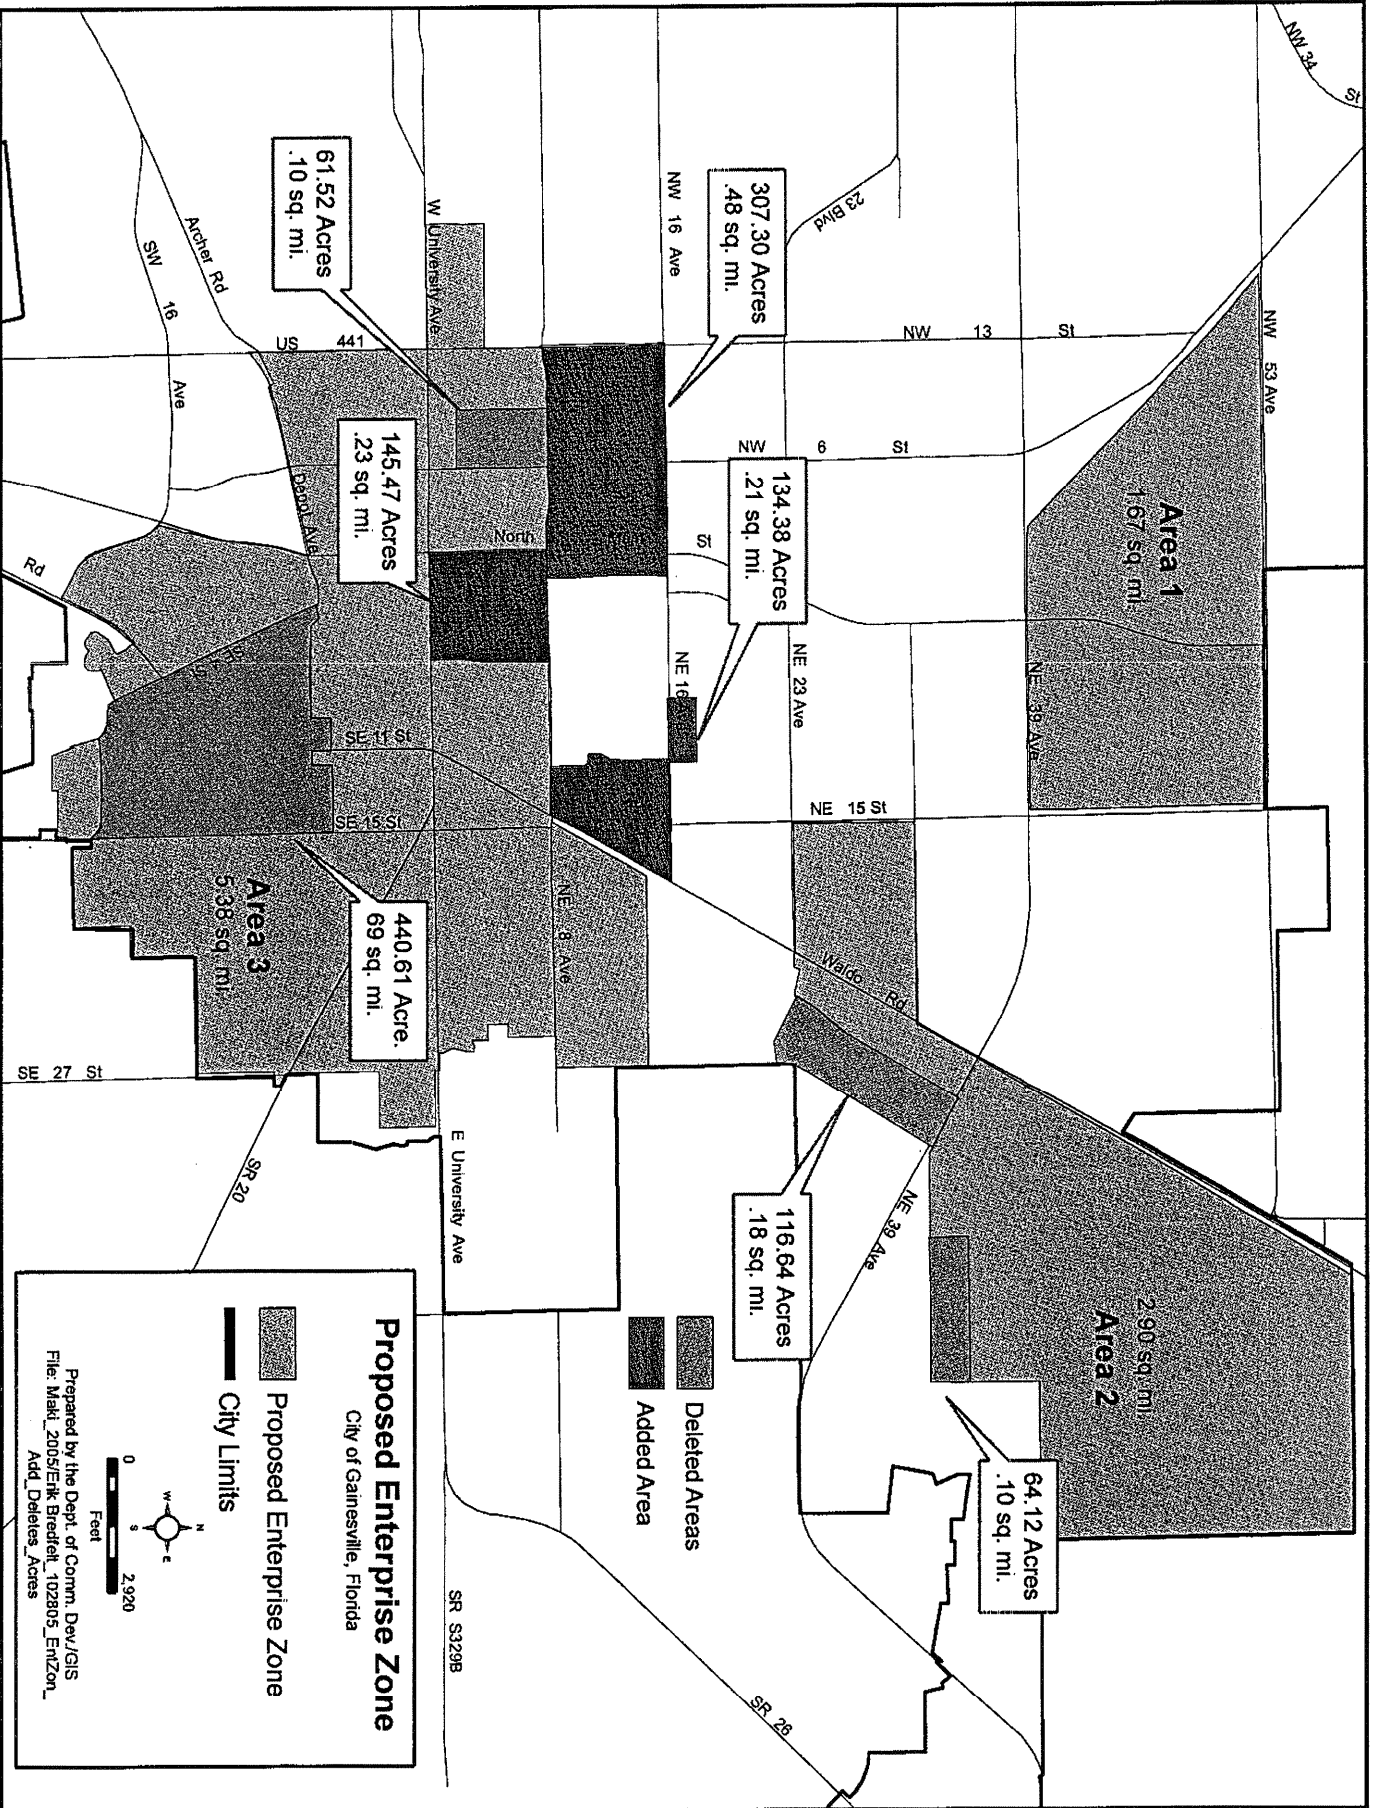 NW 34 St
NW 53 Ave
Area 1
1.67 sq. mi.
NW 13 St
NW 6 St
23 Blvd
NE 39 Ave
2.90 sq. mi.
Area 2
307.30 Acres
.48 sq. mi.
134.38 Acres
.21 sq. mi.
NE 23 Ave
NE 15 St
Waldo Rd
NE 39 Ave
64.12 Acres
.10 sq. mi.
116.64 Acres
.18 sq. mi.
NW 16 Ave
St
NE 16
North
NE 8 Ave
W University Ave
US 441
61.52 Acres
.10 sq. mi.
145.47 Acres
.23 sq. mi.
Archer Rd
SW 16 Ave
Depot Ave
SE 11 St
SE 15 St
440.61 Acre.
69 sq. mi.
Area 3
5.38 sq. mi.
Rd
SE 27 St
SR 20
E University Ave
SR S329B
SR 26
Deleted Areas
Added Area
Proposed Enterprise Zone
City of Gainesville, Florida
Proposed Enterprise Zone
City Limits
N
W E
S
0 2,920
Feet
Prepared by the Dept. of Comm. Dev./GIS
File: Maki_2005/Erik Bredfelt_102805_EntZon_
Add_Deletes_Acres